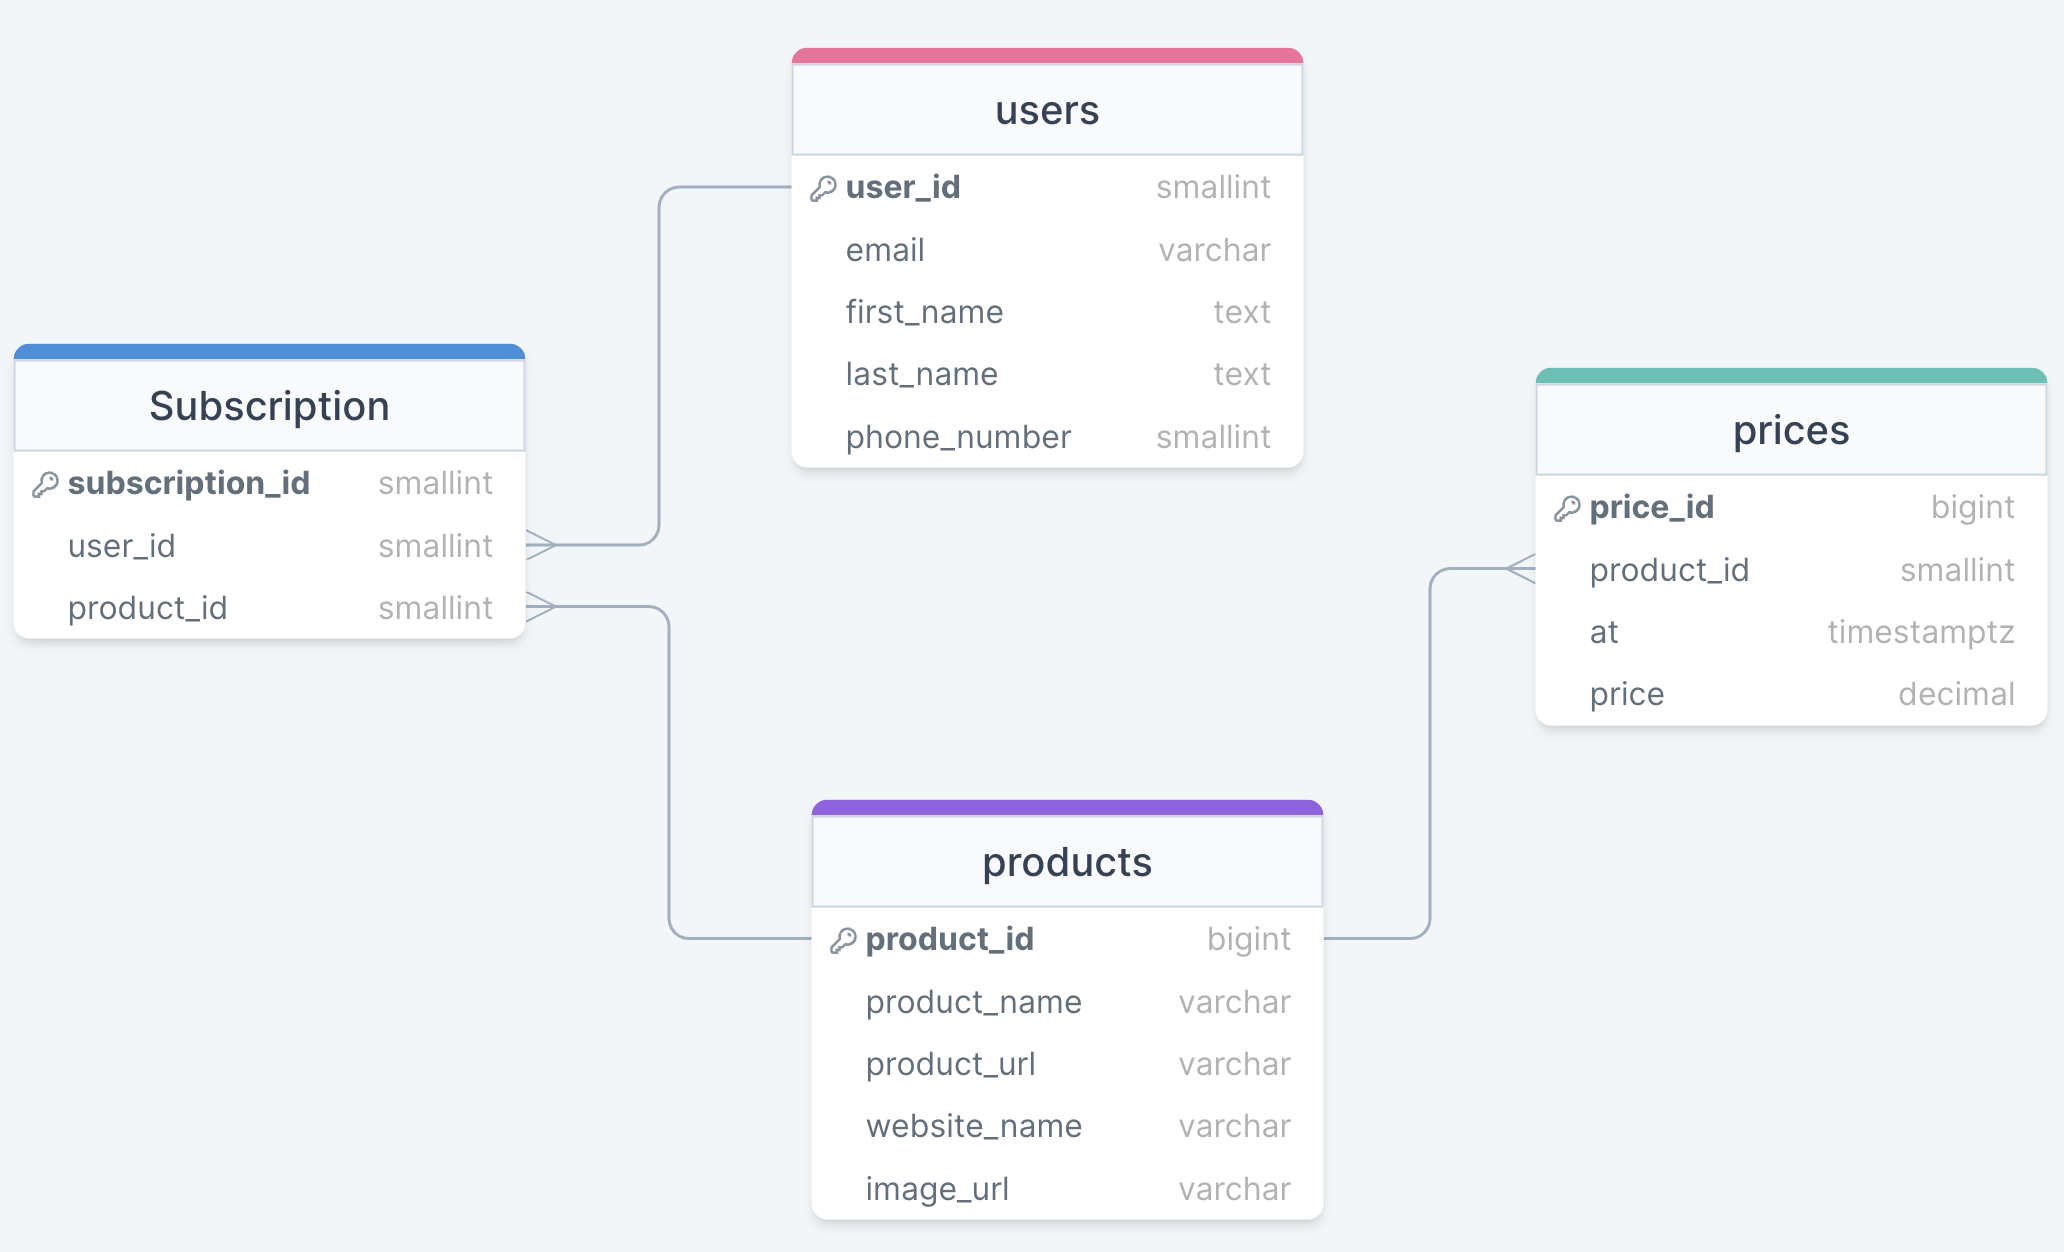 users
user_id smallint
email varchar
first_name text
last_name text
phone_number smallint
Subscription
subscription_id smallint
user_id smallint
product_id smallint
prices
price_id bigint
product_id smallint
at timestamptz
price decimal
products
product_id bigint
product_name varchar
product_url varchar
website_name varchar
image_url varchar